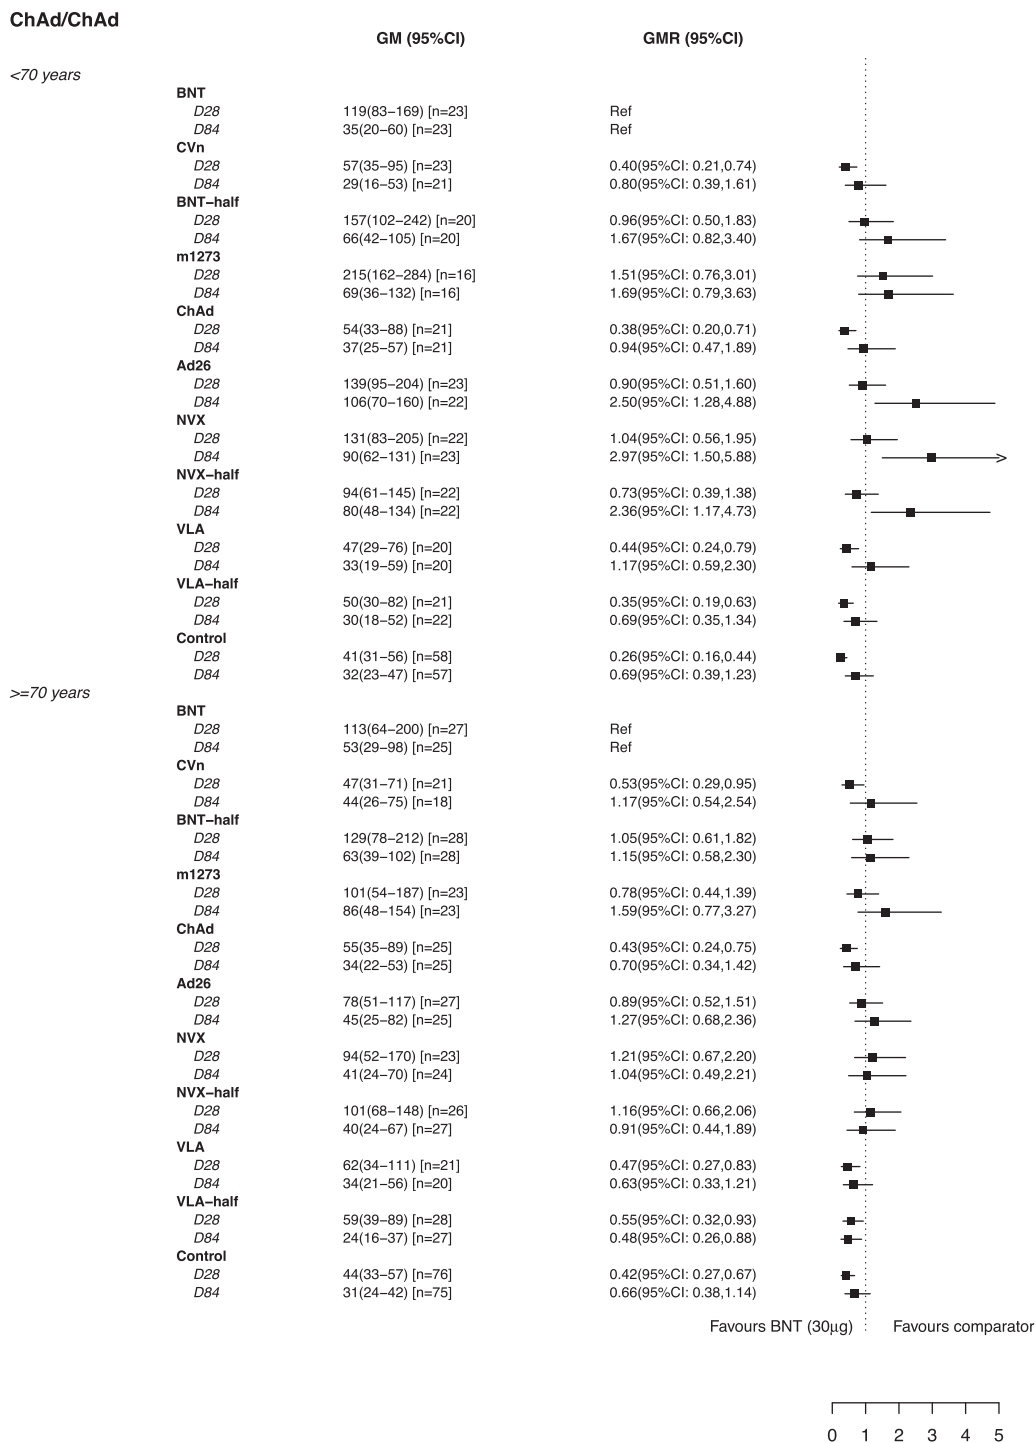 ChAd/ChAd
GM (95%CI) GMR (95%CI)
<70 years
BNT
D28 119(83−169) [n=23] Ref
D84 35(20−60) [n=23] Ref
CVn
D28 57(35−95) [n=23] 0.40(95%CI: 0.21,0.74)
D84 29(16−53) [n=21] 0.80(95%CI: 0.39,1.61)
BNT−half
D28 157(102−242) [n=20] 0.96(95%CI: 0.50,1.83)
D84 66(42−105) [n=20] 1.67(95%CI: 0.82,3.40)
m1273
D28 215(162−284) [n=16] 1.51(95%CI: 0.76,3.01)
D84 69(36−132) [n=16] 1.69(95%CI: 0.79,3.63)
ChAd
D28 54(33−88) [n=21] 0.38(95%CI: 0.20,0.71)
D84 37(25−57) [n=21] 0.94(95%CI: 0.47,1.89)
Ad26
D28 139(95−204) [n=23] 0.90(95%CI: 0.51,1.60)
D84 106(70−160) [n=22] 2.50(95%CI: 1.28,4.88)
NVX
D28 131(83−205) [n=22] 1.04(95%CI: 0.56,1.95)
D84 90(62−131) [n=23] 2.97(95%CI: 1.50,5.88)
NVX−half
D28 94(61−145) [n=22] 0.73(95%CI: 0.39,1.38)
D84 80(48−134) [n=22] 2.36(95%CI: 1.17,4.73)
VLA
D28 47(29−76) [n=20] 0.44(95%CI: 0.24,0.79)
D84 33(19−59) [n=20] 1.17(95%CI: 0.59,2.30)
VLA−half
D28 50(30−82) [n=21] 0.35(95%CI: 0.19,0.63)
D84 30(18−52) [n=22] 0.69(95%CI: 0.35,1.34)
Control
D28 41(31−56) [n=58] 0.26(95%CI: 0.16,0.44)
D84 32(23−47) [n=57] 0.69(95%CI: 0.39,1.23)
>=70 years
BNT
D28 113(64−200) [n=27] Ref
D84 53(29−98) [n=25] Ref
CVn
D28 47(31−71) [n=21] 0.53(95%CI: 0.29,0.95)
D84 44(26−75) [n=18] 1.17(95%CI: 0.54,2.54)
BNT−half
D28 129(78−212) [n=28] 1.05(95%CI: 0.61,1.82)
D84 63(39−102) [n=28] 1.15(95%CI: 0.58,2.30)
m1273
D28 101(54−187) [n=23] 0.78(95%CI: 0.44,1.39)
D84 86(48−154) [n=23] 1.59(95%CI: 0.77,3.27)
ChAd
D28 55(35−89) [n=25] 0.43(95%CI: 0.24,0.75)
D84 34(22−53) [n=25] 0.70(95%CI: 0.34,1.42)
Ad26
D28 78(51−117) [n=27] 0.89(95%CI: 0.52,1.51)
D84 45(25−82) [n=25] 1.27(95%CI: 0.68,2.36)
NVX
D28 94(52−170) [n=23] 1.21(95%CI: 0.67,2.20)
D84 41(24−70) [n=24] 1.04(95%CI: 0.49,2.21)
NVX−half
D28 101(68−148) [n=26] 1.16(95%CI: 0.66,2.06)
D84 40(24−67) [n=27] 0.91(95%CI: 0.44,1.89)
VLA
D28 62(34−111) [n=21] 0.47(95%CI: 0.27,0.83)
D84 34(21−56) [n=20] 0.63(95%CI: 0.33,1.21)
VLA−half
D28 59(39−89) [n=28] 0.55(95%CI: 0.32,0.93)
D84 24(16−37) [n=27] 0.48(95%CI: 0.26,0.88)
Control
D28 44(33−57) [n=76] 0.42(95%CI: 0.27,0.67)
D84 31(24−42) [n=75] 0.66(95%CI: 0.38,1.14)
Favours BNT (30μg) Favours comparator
0 1 2 3 4 5